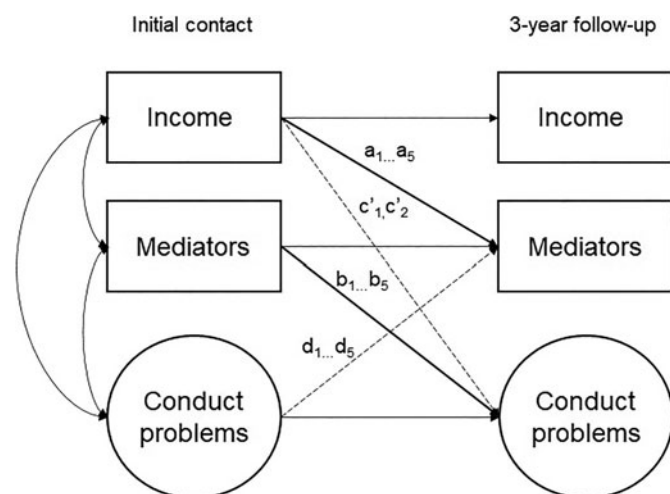 Initial contact
3-year follow-up
Income
Income
a₁...a₅
c'₁,c'₂
Mediators
Mediators
b₁...b₅
d₁...d₅
Conduct
problems
Conduct
problems